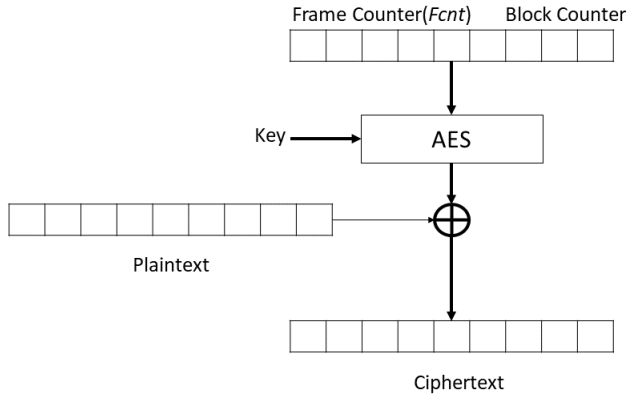 Frame Counter(Fcnt) Block Counter
Key
AES
Plaintext
Ciphertext